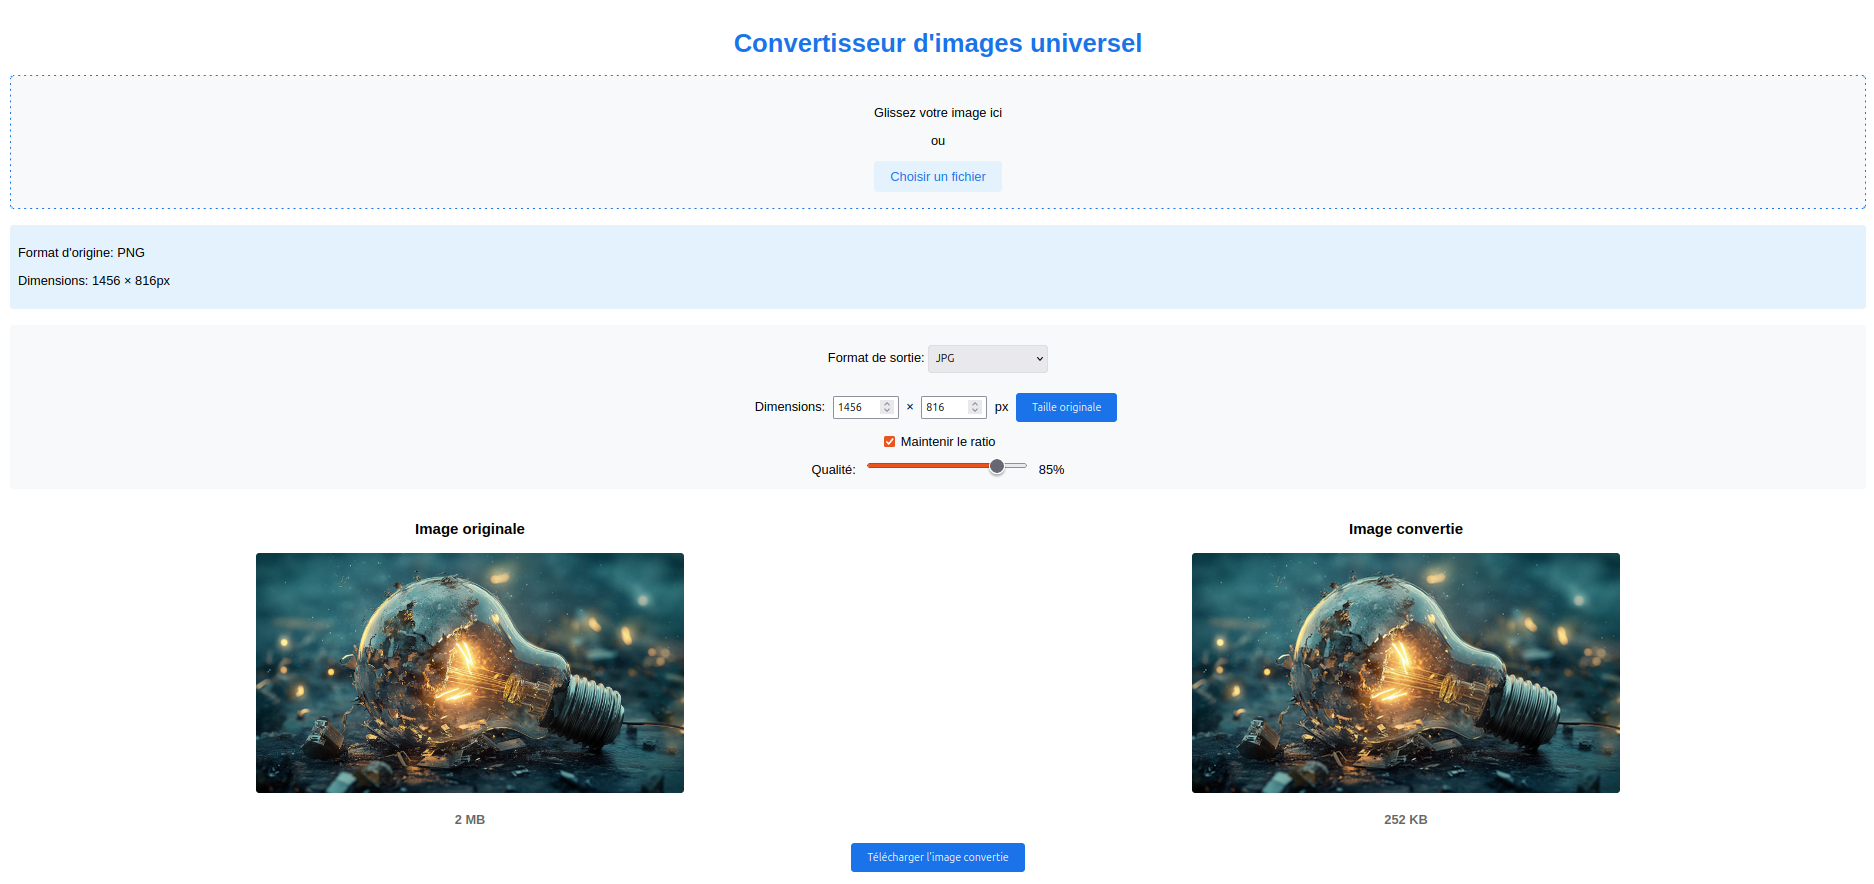 Convertisseur d'images universel
Glissez votre image ici
ou
Choisir un fichier
Format d'origine: PNG
Dimensions: 1456 × 816px
Format de sortie: JPG
Dimensions: 1456 × 816 px Taille originale
Maintenir le ratio
Qualité: 85%
Image originale
Image convertie
2 MB
252 KB
Télécharger l'image convertie